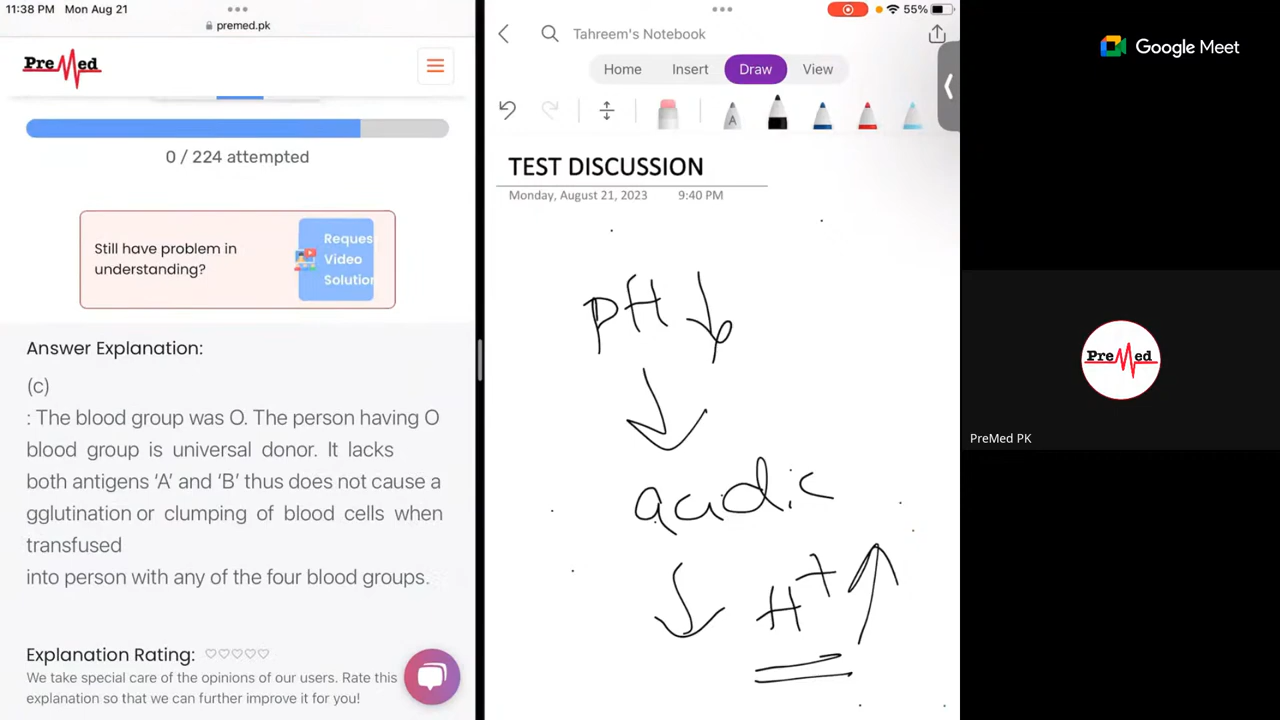 11:38 PM Mon Aug 21
premed.pk
PreMed
0 / 224 attempted
Still have problem in
understanding?
Reques
Video
Solution
Answer Explanation:
(c)
: The blood group was O. The person having O
blood group is universal donor. It lacks
both antigens ‘A’ and ‘B’ thus does not cause a
gglutination or clumping of blood cells when
transfused
into person with any of the four blood groups.
Explanation Rating:
We take special care of the opinions of our users. Rate this
explanation so that we can further improve it for you!
55%
Tahreem's Notebook
Home Insert Draw View
A
TEST DISCUSSION
Monday, August 21, 2023 9:40 PM
pH ↓
↓
acidic
↓ H+ ↑
Google Meet
PreMed
PreMed PK